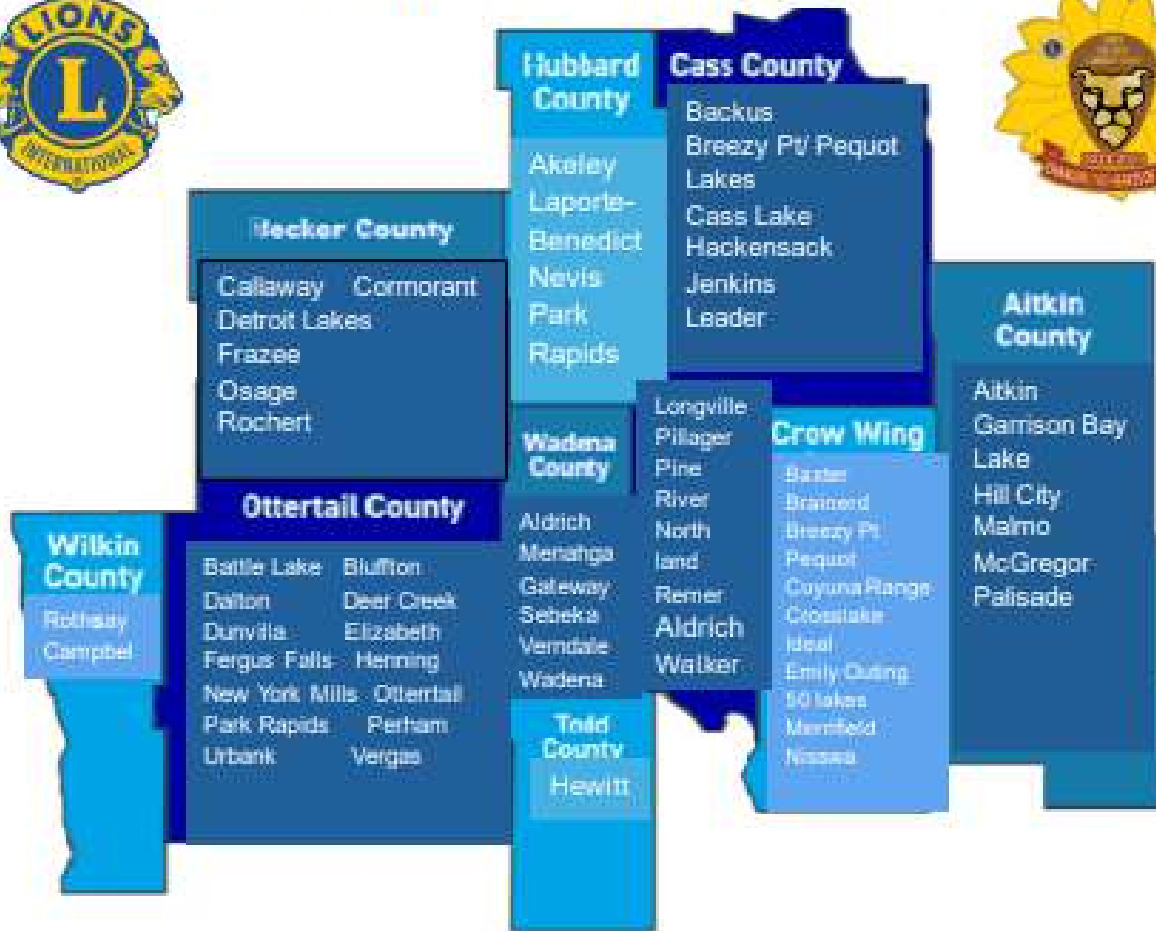 LIONS
L
INTERNATIONAL
Hubbard
County
Akeley
Laporte-
Benedict
Nevis
Park
Rapids
Cass County
Backus
Breezy Pt/ Pequot
Lakes
Cass Lake
Hackensack
Jenkins
Leader
Longville
Pillager
Pine
River
North
land
Remer
Aldrich
Walker
Becker County
Callaway Cormorant
Detroit Lakes
Frazee
Osage
Rochert
Aitkin
County
Aitkin
Garrison Bay
Lake
Hill City
Malmo
McGregor
Palisade
Wadena
County
Aldrich
Menahga
Gateway
Sebeka
Verndale
Wadena
Crow Wing
Baxter
Brainerd
Breezy Pt
Pequot
Cuyuna Range
Crosslake
Ideal
Emily Outing
50 lakes
Merrifield
Nisswa
Ottertail County
Battle Lake Bluffton
Dalton Deer Creek
Dunvilla Elizabeth
Fergus Falls Henning
New York Mills Otterrtail
Park Rapids Perham
Urbank Vergas
Wilkin
County
Rothsay
Campbel
Todd
County
Hewitt